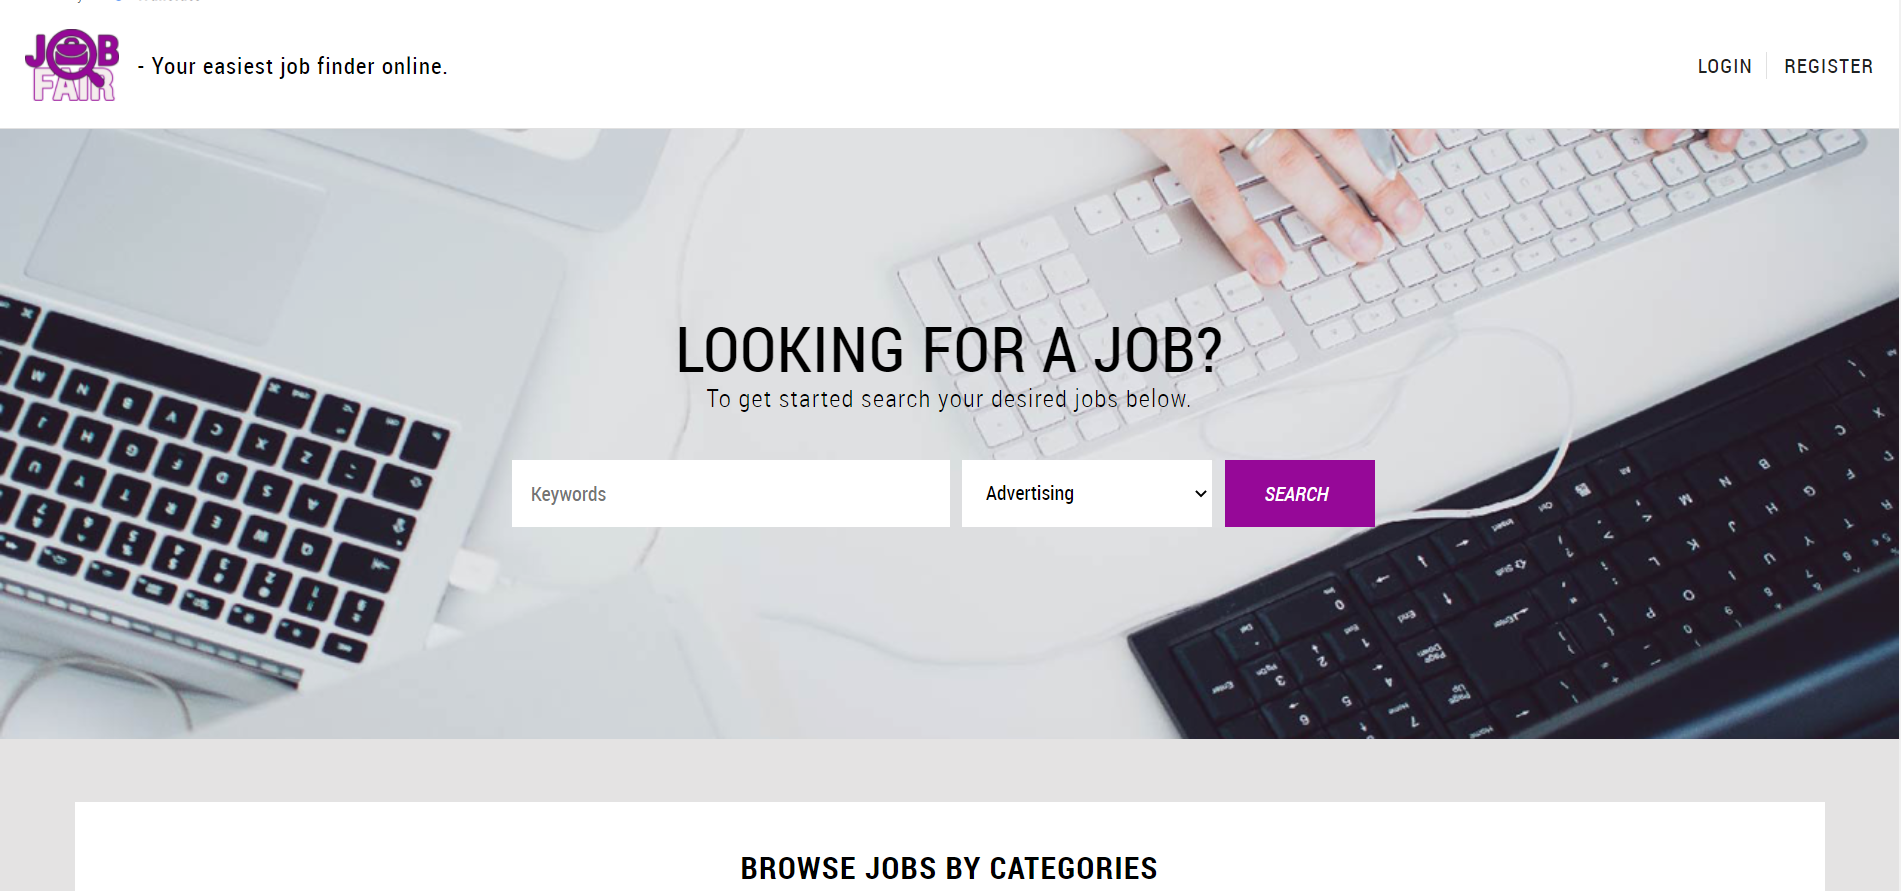 JOB
FAIR
- Your easiest job finder online.
LOGIN
REGISTER
LOOKING FOR A JOB?
To get started search your desired jobs below.
Keywords
Advertising
SEARCH
BROWSE JOBS BY CATEGORIES